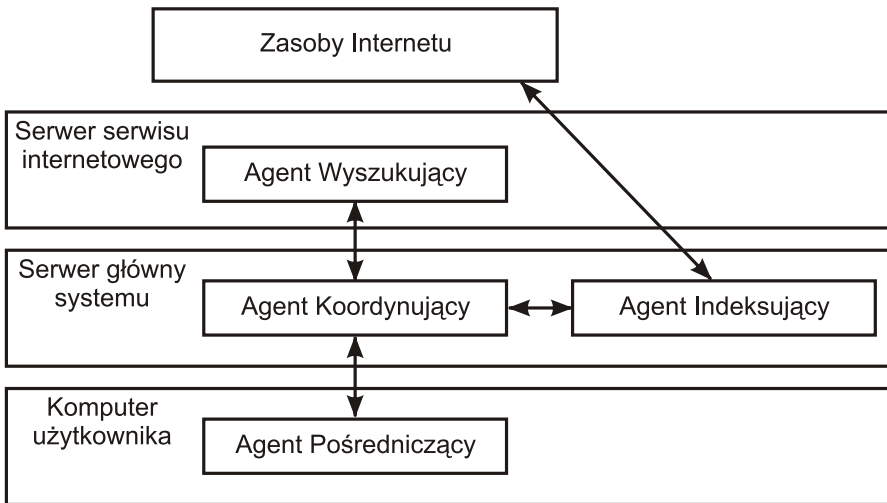 Zasoby Internetu
Serwer serwisu
internetowego
Agent Wyszukujący
Serwer główny
systemu
Agent Koordynujący
Agent Indeksujący
Komputer
użytkownika
Agent Pośredniczący